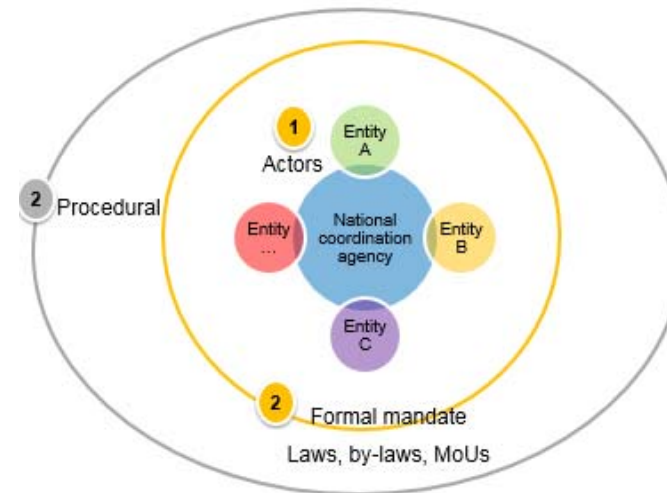 1
Actors
Entity
A
2
Procedural
Entity
...
National
coordination
agency
Entity
B
Entity
C
2
Formal mandate
Laws, by-laws, MoUs